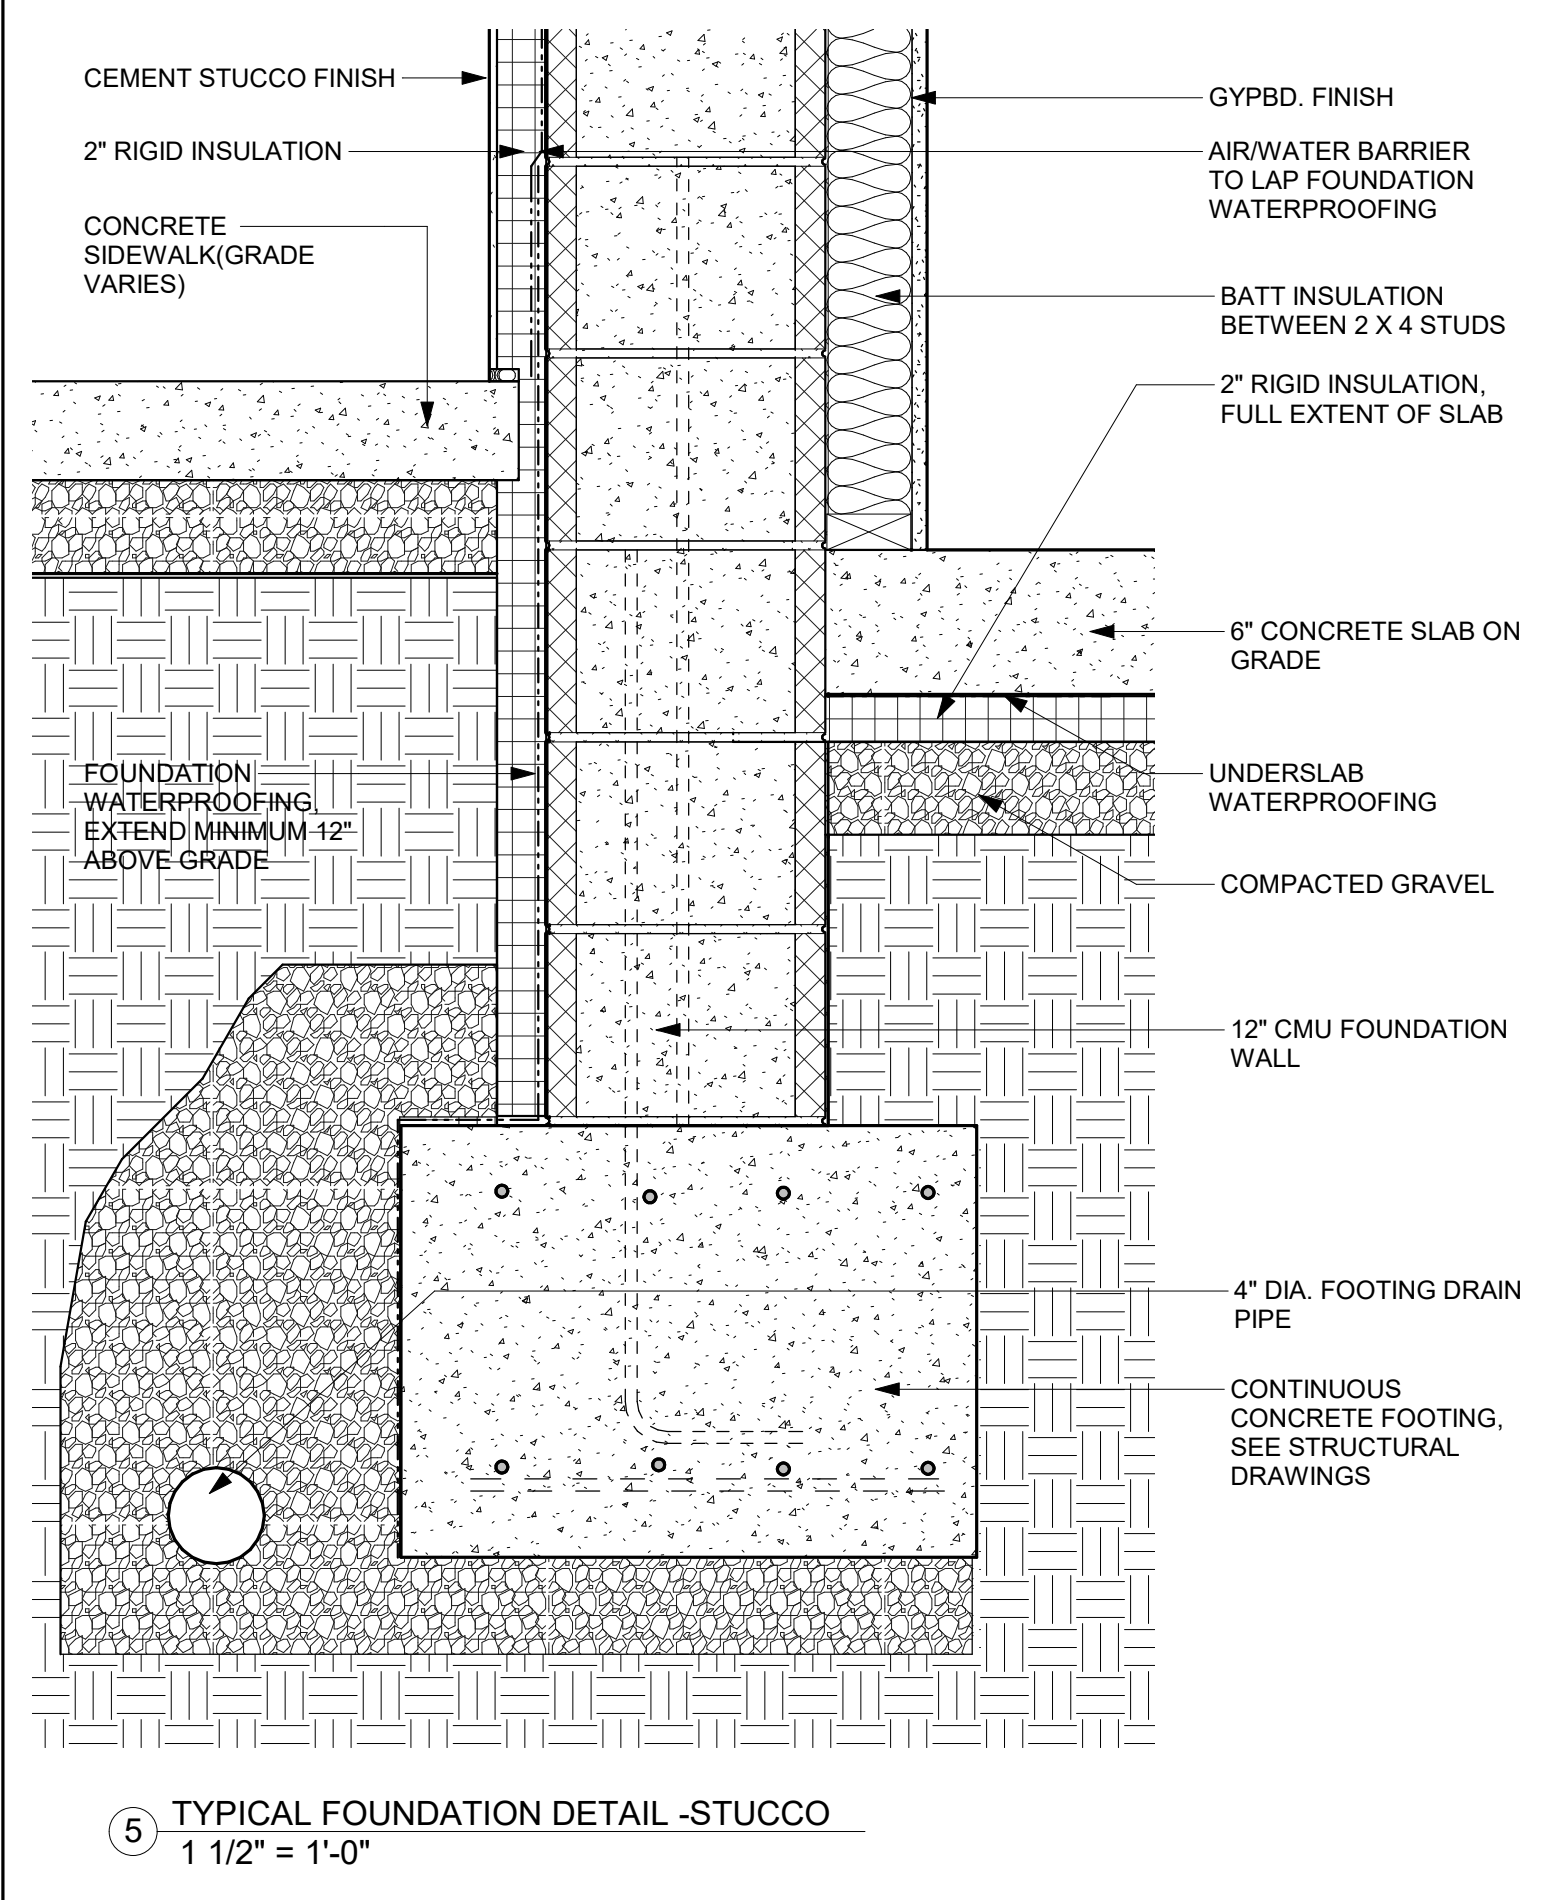 CEMENT STUCCO FINISH
2" RIGID INSULATION
CONCRETE
SIDEWALK(GRADE
VARIES)
FOUNDATION
WATERPROOFING,
EXTEND MINIMUM 12"
ABOVE GRADE
GYPBD. FINISH
AIR/WATER BARRIER
TO LAP FOUNDATION
WATERPROOFING
BATT INSULATION
BETWEEN 2 X 4 STUDS
2" RIGID INSULATION,
FULL EXTENT OF SLAB
6" CONCRETE SLAB ON
GRADE
UNDERSLAB
WATERPROOFING
COMPACTED GRAVEL
12" CMU FOUNDATION
WALL
4" DIA. FOOTING DRAIN
PIPE
CONTINUOUS
CONCRETE FOOTING,
SEE STRUCTURAL
DRAWINGS
5 TYPICAL FOUNDATION DETAIL -STUCCO
1 1/2" = 1'-0"